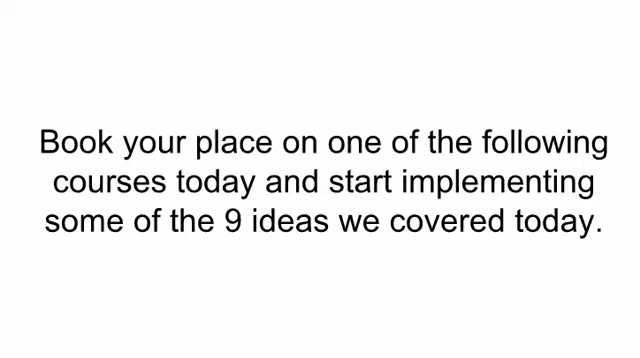 Book your place on one of the following
courses today and start implementing
some of the 9 ideas we covered today.